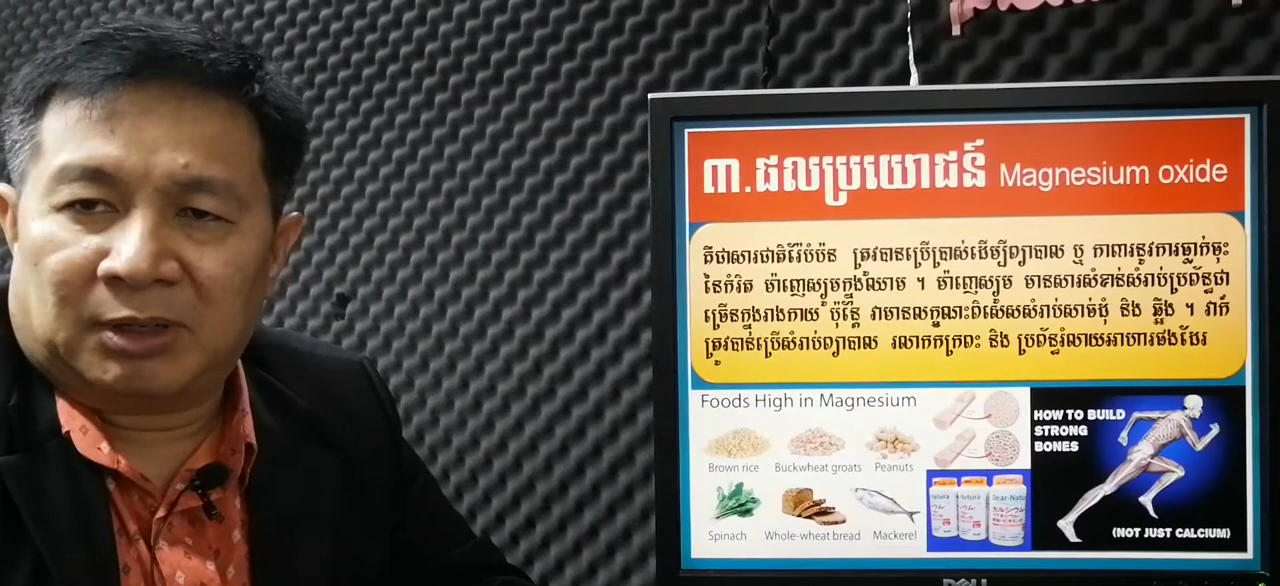 ៣.ផលប្រយោជន៍ Magnesium oxide
គឺជាសារជាតិរ៉ែបំប៉ន ត្រូវបានប្រើប្រាស់ដើម្បីព្យាបាល ឬ ការពារនូវការធ្លាក់ចុះ
នៃកំរិត ម៉ាញេស្យូមក្នុងឈាម ។ ម៉ាញេស្យូម មានសារសំខាន់សំរាប់ប្រព័ន្ធជា
ច្រើនក្នុងរាងកាយ ប៉ុន្តែ វាមានលក្ខណះពិសេសសំរាប់សាច់ដុំ និង ឆ្អឹង ។ វាក៏
ត្រូវបានប្រើសំរាប់ព្យាបាល រលាកក្រពះ និង ប្រព័ន្ធរំលាយអាហារផងដែរ
Foods High in Magnesium
Brown rice Buckwheat groats Peanuts
Spinach Whole-wheat bread Mackerel
HOW TO BUILD
STRONG
BONES
(NOT JUST CALCIUM)
DELL